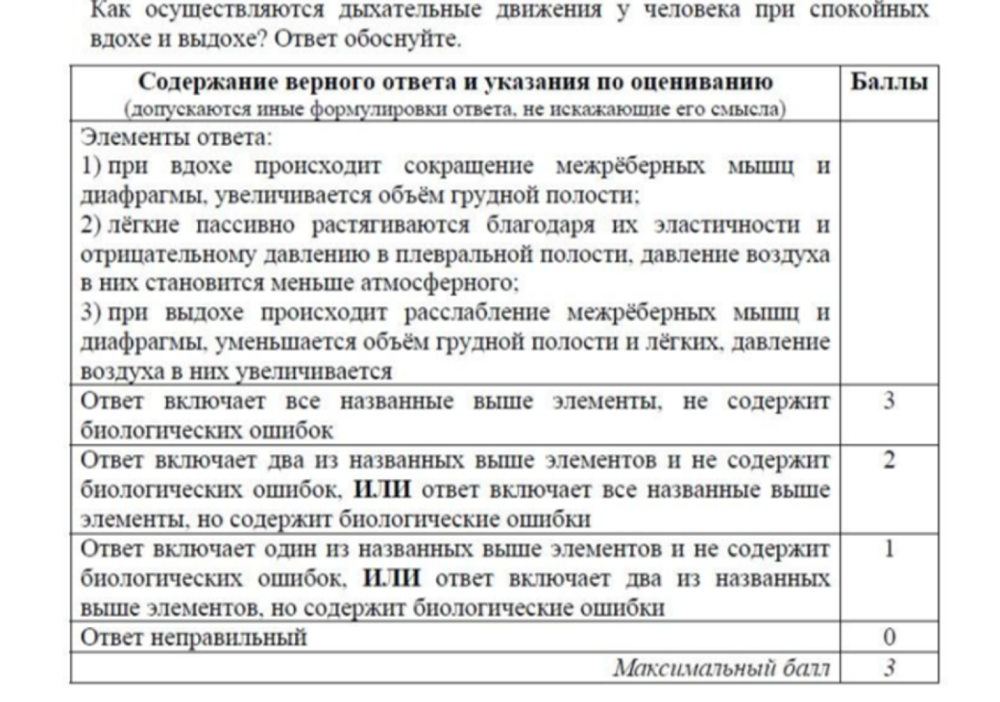 Как осуществляются дыхательные движения у человека при спокойных
вдохе и выдохе? Ответ обоснуйте.
Содержание верного ответа и указания по оцениванию
(допускаются иные формулировки ответа, не искажающие его смысла)
Баллы
Элементы ответа:
1) при вдохе происходит сокращение межрёберных мышц и
диафрагмы, увеличивается объём грудной полости;
2) лёгкие пассивно растягиваются благодаря их эластичности и
отрицательному давлению в плевральной полости, давление воздуха
в них становится меньше атмосферного;
3) при выдохе происходит расслабление межрёберных мышц и
диафрагмы, уменьшается объём грудной полости и лёгких, давление
воздуха в них увеличивается
Ответ включает все названные выше элементы, не содержит
биологических ошибок
3
Ответ включает два из названных выше элементов и не содержит
биологических ошибок, ИЛИ ответ включает все названные выше
элементы, но содержит биологические ошибки
2
Ответ включает один из названных выше элементов и не содержит
биологических ошибок, ИЛИ ответ включает два из названных
выше элементов, но содержит биологические ошибки
1
Ответ неправильный
0
Максимальный балл
3